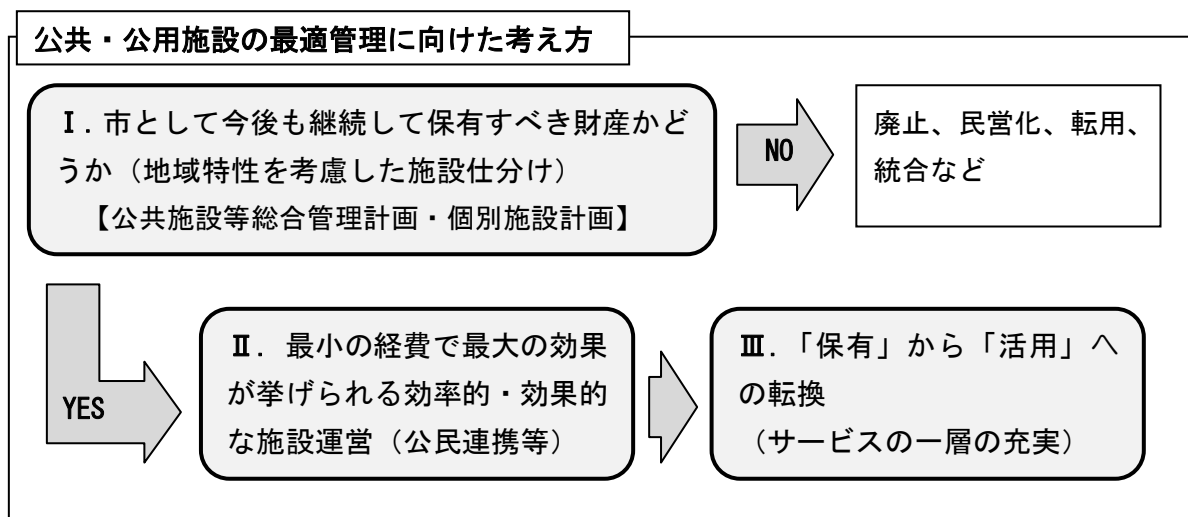 公共・公用施設の最適管理に向けた考え方
Ⅰ．市として今後も継続して保有すべき財産かど
うか（地域特性を考慮した施設仕分け）
【公共施設等総合管理計画・個別施設計画】
NO
廃止、民営化、転用、
統合など
YES
Ⅱ．最小の経費で最大の効果
が挙げられる効率的・効果的
な施設運営（公民連携等）
Ⅲ．「保有」から「活用」へ
の転換
（サービスの一層の充実）